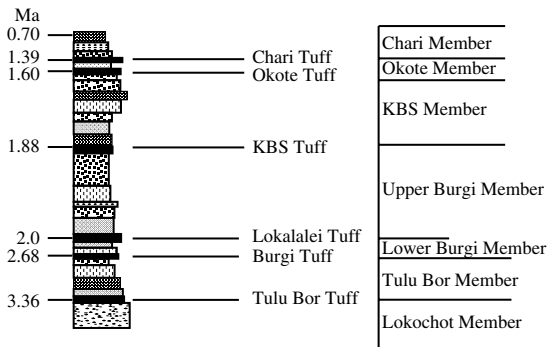 Ma
0.70
1.39
1.60
1.88
2.0
2.68
3.36
Chari Tuff
Okote Tuff
KBS Tuff
Lokalalei Tuff
Burgi Tuff
Tulu Bor Tuff
Chari Member
Okote Member
KBS Member
Upper Burgi Member
Lower Burgi Member
Tulu Bor Member
Lokochot Member